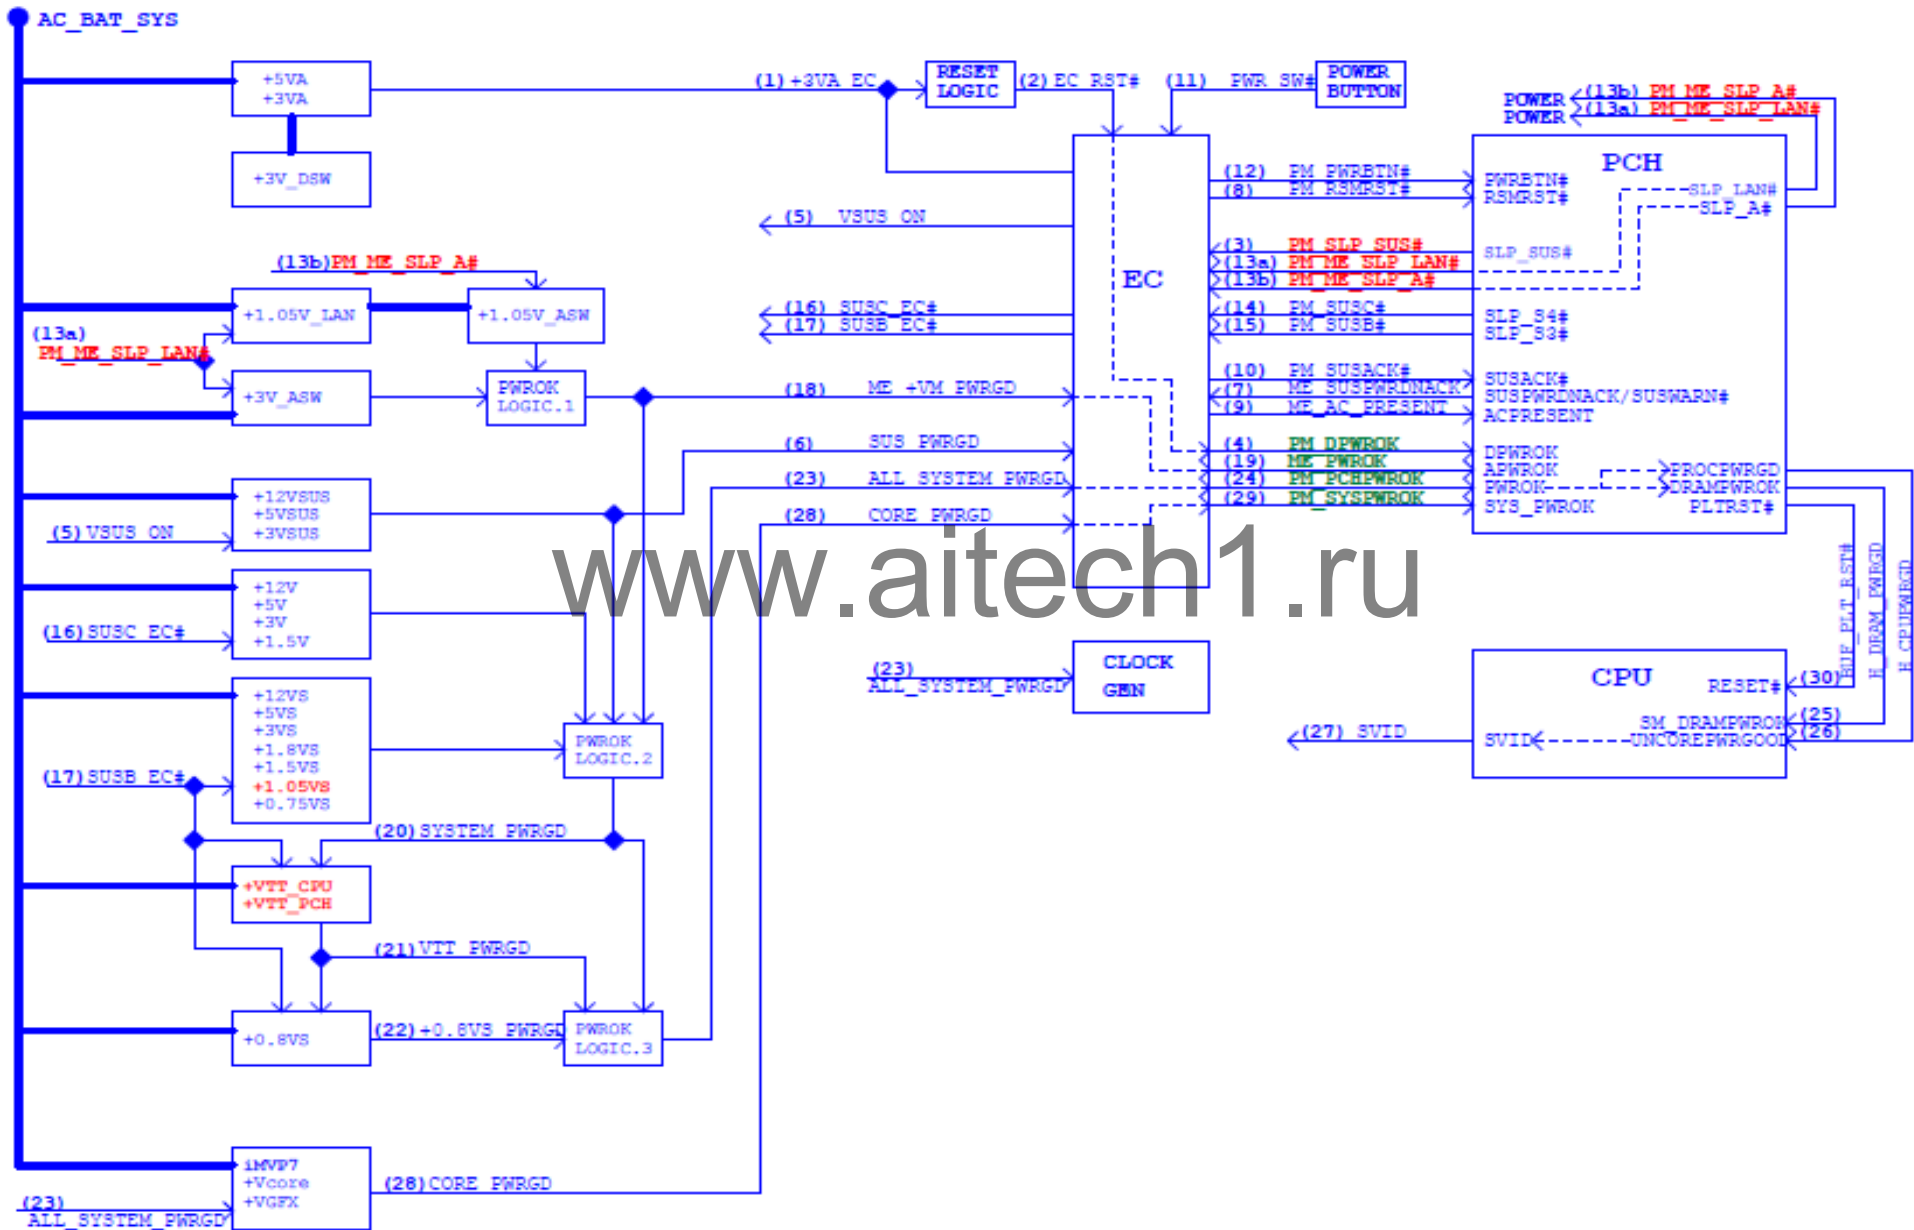 AC_BAT_SYS
+5VA
+3VA
+3V_DSW
(1) +3VA_EC
RESET
LOGIC
(2) EC_RST#
(11) PWR_SW#
POWER
BUTTON
POWER
POWER
(13b) PM_ME_SLP_A#
(13a) PM_ME_SLP_LAN#
EC
PCH
(12) PM_PWRBTN#
(8) PM_RSMRST#
PWRBTN#
RSMRST#
SLP_LAN#
SLP_A#
(5) VSUS_ON
(3) PM_SLP_SUS#
(13a) PM_ME_SLP_LAN#
(13b) PM_ME_SLP_A#
SLP_SUS#
(16) SUSC_EC#
(17) SUSB_EC#
(14) PM_SUSC#
(15) PM_SUSB#
SLP_S4#
SLP_S3#
(13b) PM_ME_SLP_A#
+1.05V_LAN
+1.05V_ASW
(13a)
PM_ME_SLP_LAN#
+3V_ASW
PWROK
LOGIC.1
(18) ME_+VM_PWRGD
(10) PM_SUSACK#
(7) ME_SUSPWRDNACK
(9) ME_AC_PRESENT
SUSACK#
SUSPWRDNACK/SUSWARN#
ACPRESENT
(6) SUS_PWRGD
(23) ALL_SYSTEM_PWRGD
(28) CORE_PWRGD
(4) PM_DPWROK
(19) ME_PWROK
(24) PM_PCHPWROK
(29) PM_SYSPWROK
DPWROK
APWROK
PWROK
SYS_PWROK
PROCPWRGD
DRAMPWROK
PLTRST#
+12VSUS
+5VSUS
+3VSUS
(5) VSUS_ON
www.aitech1.ru
+12V
+5V
+3V
+1.5V
(16) SUSC_EC#
BUF_PLT_RST#
H_DRAM_PWRGD
H_CPUPWRGD
(23)
ALL_SYSTEM_PWRGD
CLOCK
GEN
CPU
RESET#
(30)
SM_DRAMPWROK
(25)
UNCOREPWRGOOD
(26)
SVID
(27) SVID
+12VS
+5VS
+3VS
+1.8VS
+1.5VS
+1.05VS
+0.75VS
(17) SUSB_EC#
PWROK
LOGIC.2
(20) SYSTEM_PWRGD
+VTT_CPU
+VTT_PCH
(21) VTT_PWRGD
+0.8VS
(22) +0.8VS_PWRGD
PWROK
LOGIC.3
iMVP7
+Vcore
+VGFX
(28) CORE_PWRGD
(23)
ALL_SYSTEM_PWRGD